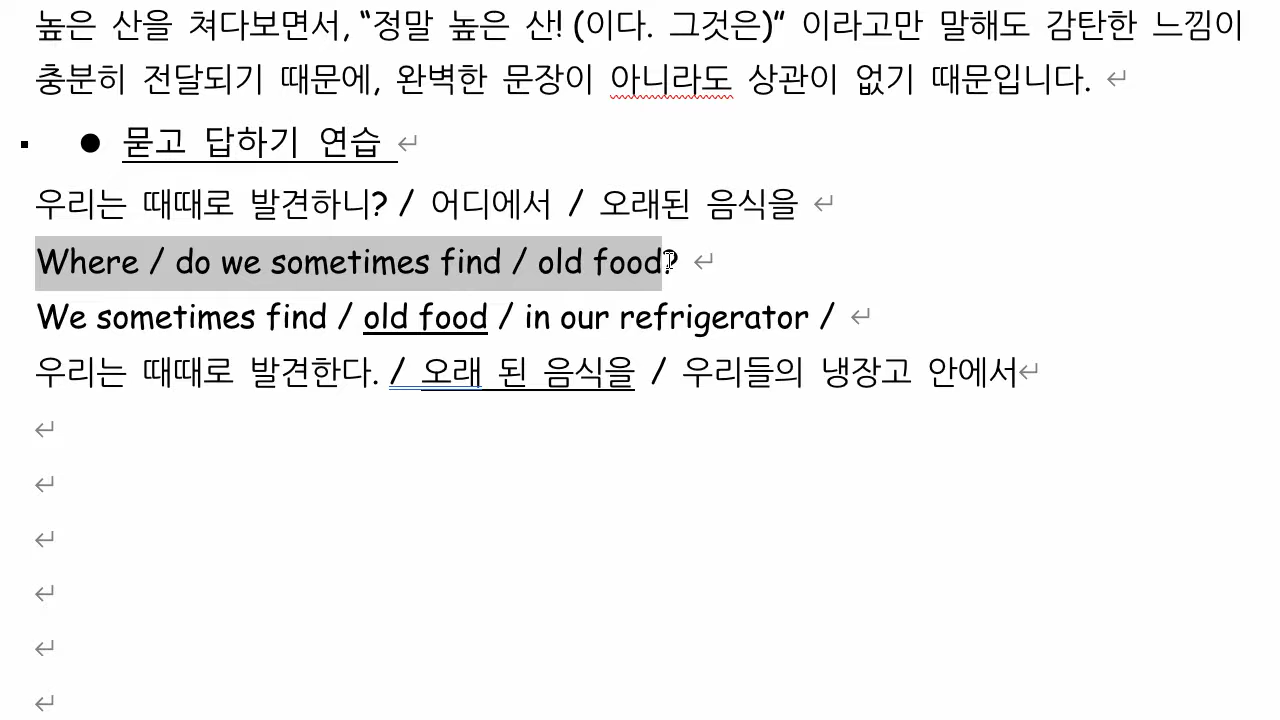 높은 산을 쳐다보면서, “정말 높은 산! (이다. 그것은)” 이라고만 말해도 감탄한 느낌이
충분히 전달되기 때문에, 완벽한 문장이 아니라도 상관이 없기 때문입니다.
● 묻고 답하기 연습
우리는 때때로 발견하니? / 어디에서 / 오래된 음식을
Where / do we sometimes find / old food?
We sometimes find / old food / in our refrigerator /
우리는 때때로 발견한다. / 오래 된 음식을 / 우리들의 냉장고 안에서